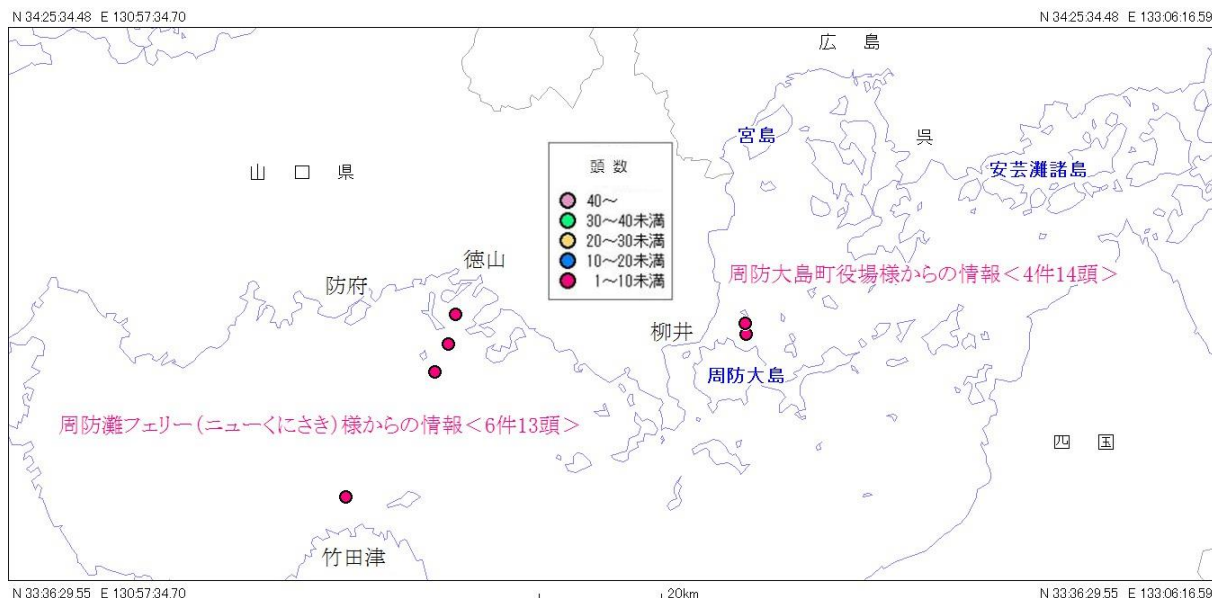 N 34:25:34.48 E 130:57:34.70
N 34:25:34.48 E 133:06:16.59
広 島
宮島
呉
山 口 県
安芸灘諸島
頭 数
40～
30～40未満
20～30未満
10～20未満
1～10未満
徳山
防府
周防大島町役場様からの情報＜4件14頭＞
柳井
周防大島
周防灘フェリー(ニューくにさき)様からの情報＜6件13頭＞
四 国
竹田津
N 33:36:29.55 E 130:57:34.70
20km
N 33:36:29.55 E 133:06:16.59